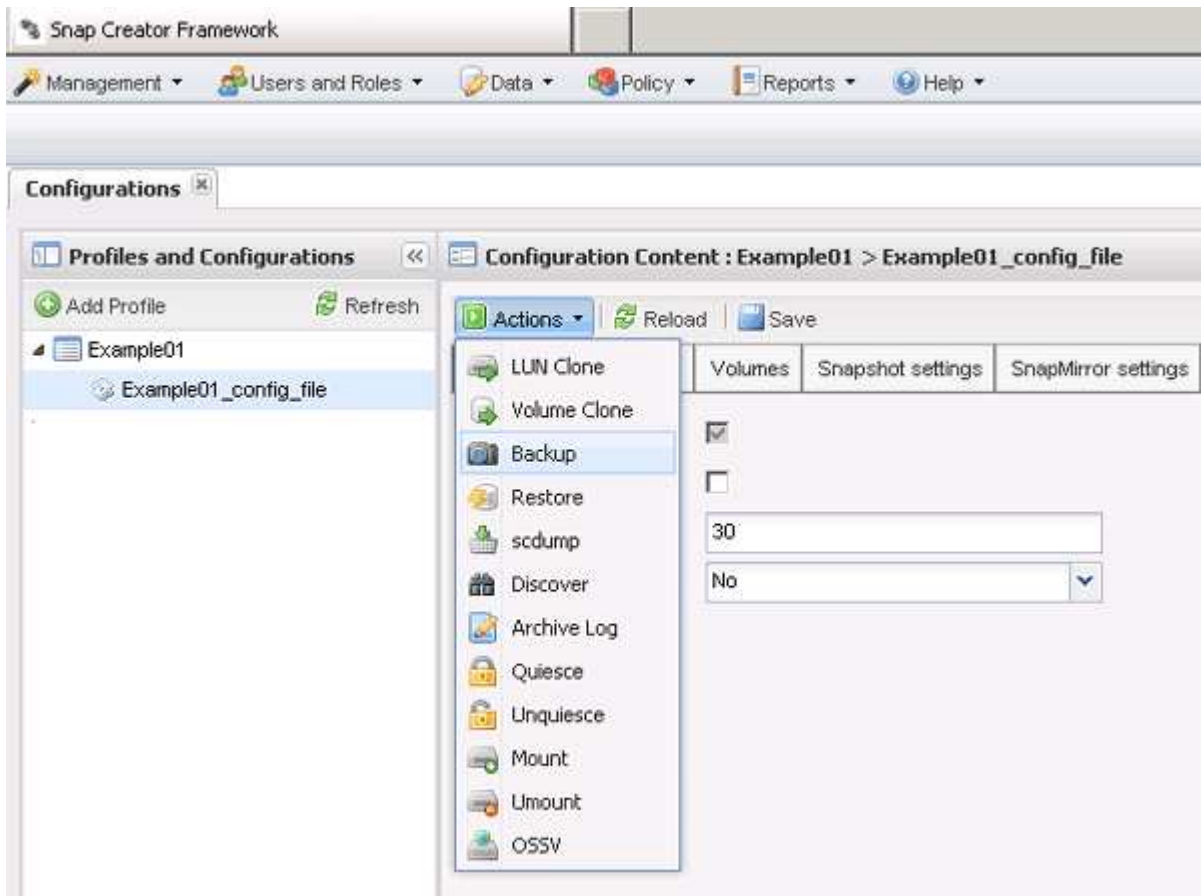 Snap Creator Framework
Management Users and Roles Data Policy Reports Help
Configurations
Profiles and Configurations
Configuration Content : Example01 > Example01_config_file
Add Profile Refresh
Actions Reload Save
Example01
Example01_config_file
Volumes Snapshot settings SnapMirror settings
LUN Clone
Volume Clone
Backup
Restore
scdump
Discover
Archive Log
Quiesce
Unquiesce
Mount
Umount
OSSV
30
No